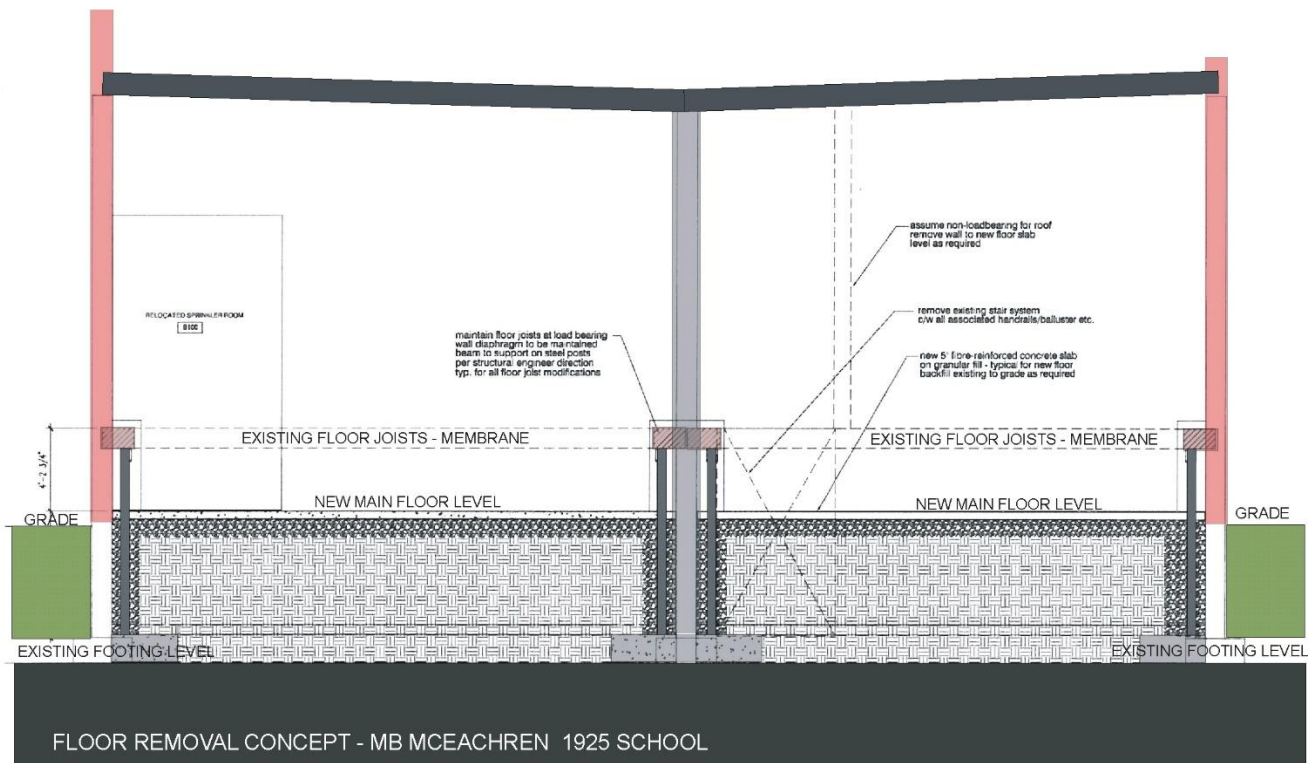 assume non-loadbearing for roof
remove wall to new floor slab
level as required
RELOCATED SPRINKLER ROOM
B100
maintain floor joists at load bearing
wall diaphragm to be maintained
beam to support on steel posts
per structural engineer direction
typ. for all floor joist modifications
remove existing stair system
c/w all associated handrails/balluster etc.
new 5" fibre-reinforced concrete slab
on granular fill - typical for new floor
backfill existing to grade as required
EXISTING FLOOR JOISTS - MEMBRANE
EXISTING FLOOR JOISTS - MEMBRANE
4'-2 3/4"
NEW MAIN FLOOR LEVEL
NEW MAIN FLOOR LEVEL
GRADE
GRADE
EXISTING FOOTING LEVEL
EXISTING FOOTING LEVEL
FLOOR REMOVAL CONCEPT - MB MCEACHREN 1925 SCHOOL